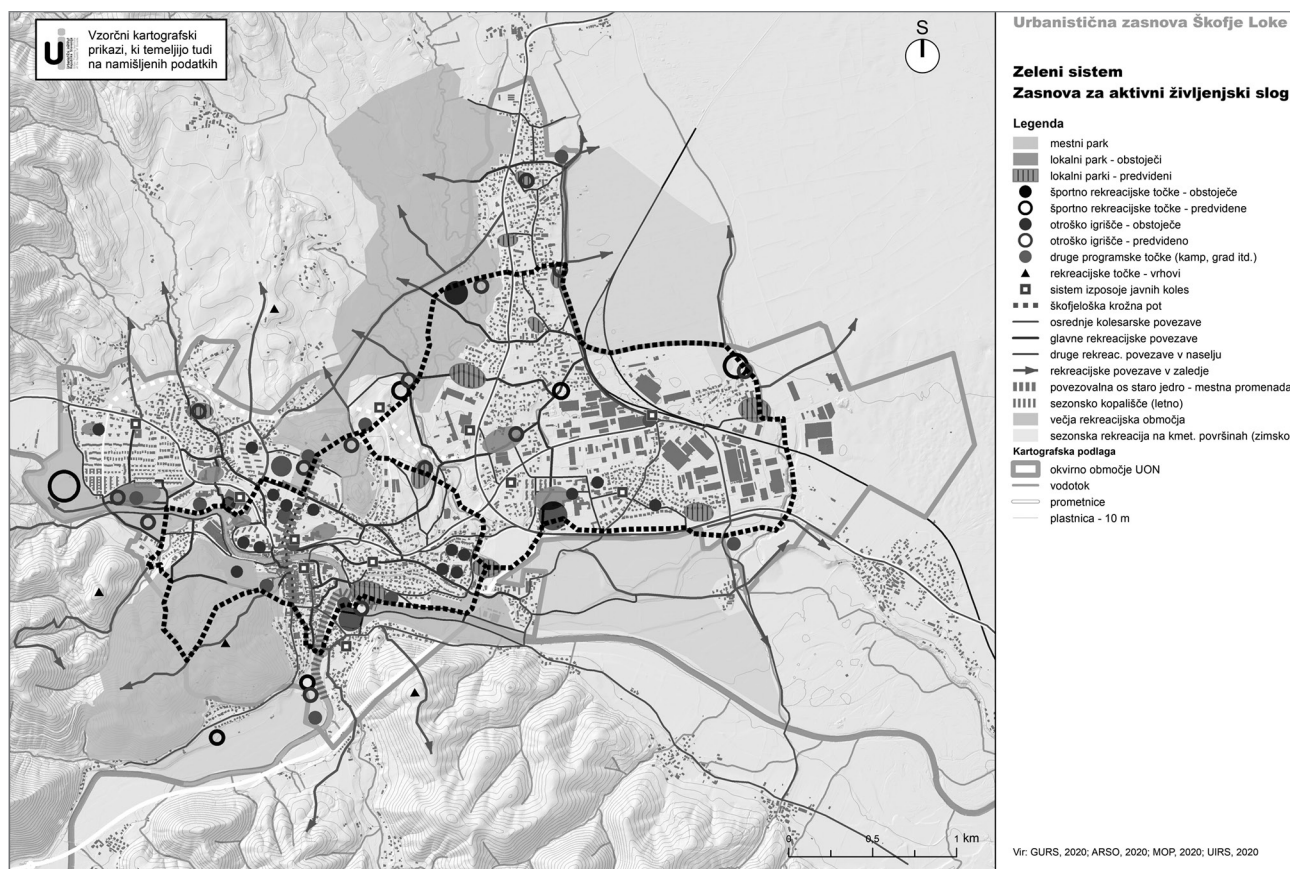 Vzorčni kartografski
prikazi, ki temeljijo tudi
na namišljenih podatkih
S
Urbanistična zasnova Škofje Loke
Zeleni sistem
Zasnova za aktivni življenjski slog
Legenda
mestni park
lokalni park - obstoječi
lokalni parki - predvideni
športno rekreacijske točke - obstoječe
športno rekreacijske točke - predvidene
otroško igrišče - obstoječe
otroško igrišče - predvideno
druge programske točke (kamp, grad itd.)
rekreacijske točke - vrhovi
sistem izposoje javnih koles
škofjeloška krožna pot
osrednje kolesarske povezave
glavne rekreacijske povezave
druge rekreac. povezave v naselju
rekreacijske povezave v zaledje
povezovalna os staro jedro - mestna promenada
sezonsko kopališče (letno)
večja rekreacijska območja
sezonska rekreacija na kmet. površinah (zimsko
Kartografska podlaga
okvirno območje UON
vodotok
prometnice
plastnica - 10 m
0 0,5 1 km
Vir: GURS, 2020; ARSO, 2020; MOP, 2020; UIRS, 2020